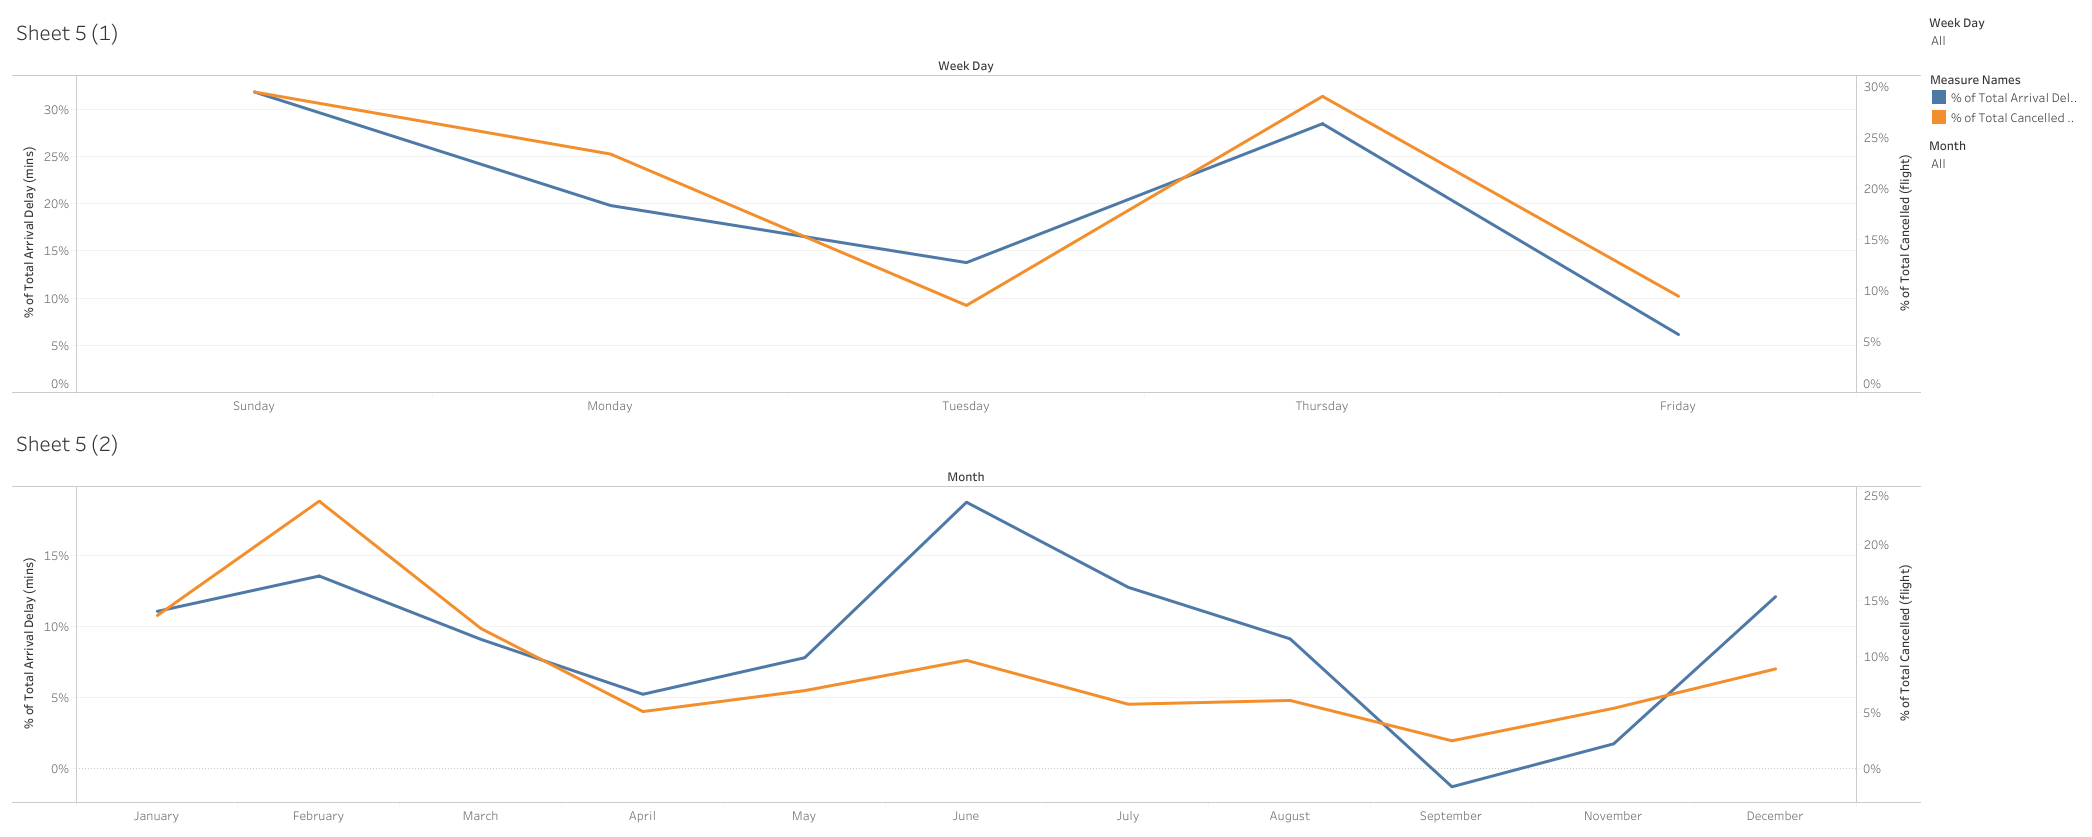 Sheet 5 (1)
Week Day
30%
25%
20%
15%
10%
5%
0%
% of Total Arrival Delay (mins)
30%
25%
20%
15%
10%
5%
0%
% of Total Cancelled (flight)
Sunday
Monday
Tuesday
Thursday
Friday
Sheet 5 (2)
Month
15%
10%
5%
0%
% of Total Arrival Delay (mins)
25%
20%
15%
10%
5%
0%
% of Total Cancelled (flight)
January
February
March
April
May
June
July
August
September
November
December
Week Day
All
Measure Names
% of Total Arrival Del..
% of Total Cancelled ..
Month
All